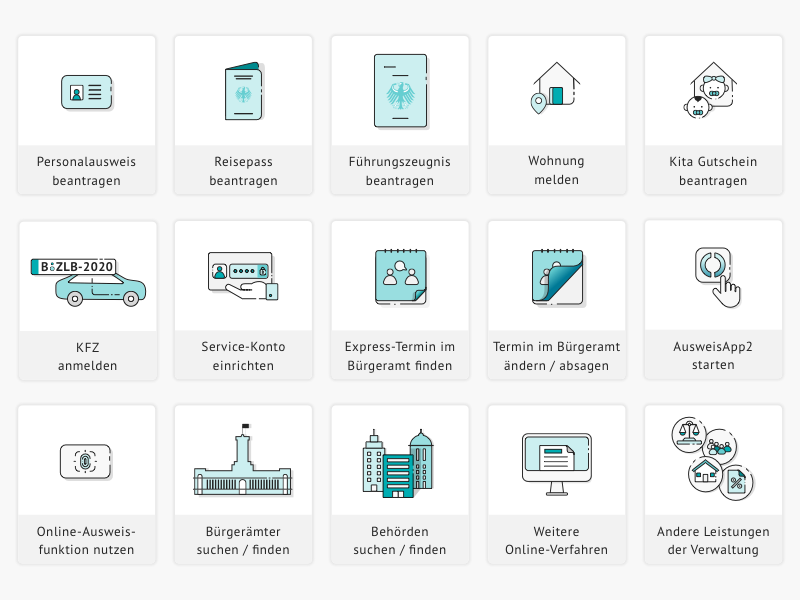 Personalausweis
beantragen
Reisepass
beantragen
Führungszeugnis
beantragen
Wohnung
melden
Kita Gutschein
beantragen
B ZLB-2020
KFZ
anmelden
Service-Konto
einrichten
Express-Termin im
Bürgeramt finden
Termin im Bürgeramt
ändern / absagen
AusweisApp2
starten
Online-Ausweis-
funktion nutzen
Bürgerämter
suchen / finden
Behörden
suchen / finden
Weitere
Online-Verfahren
%
Andere Leistungen
der Verwaltung